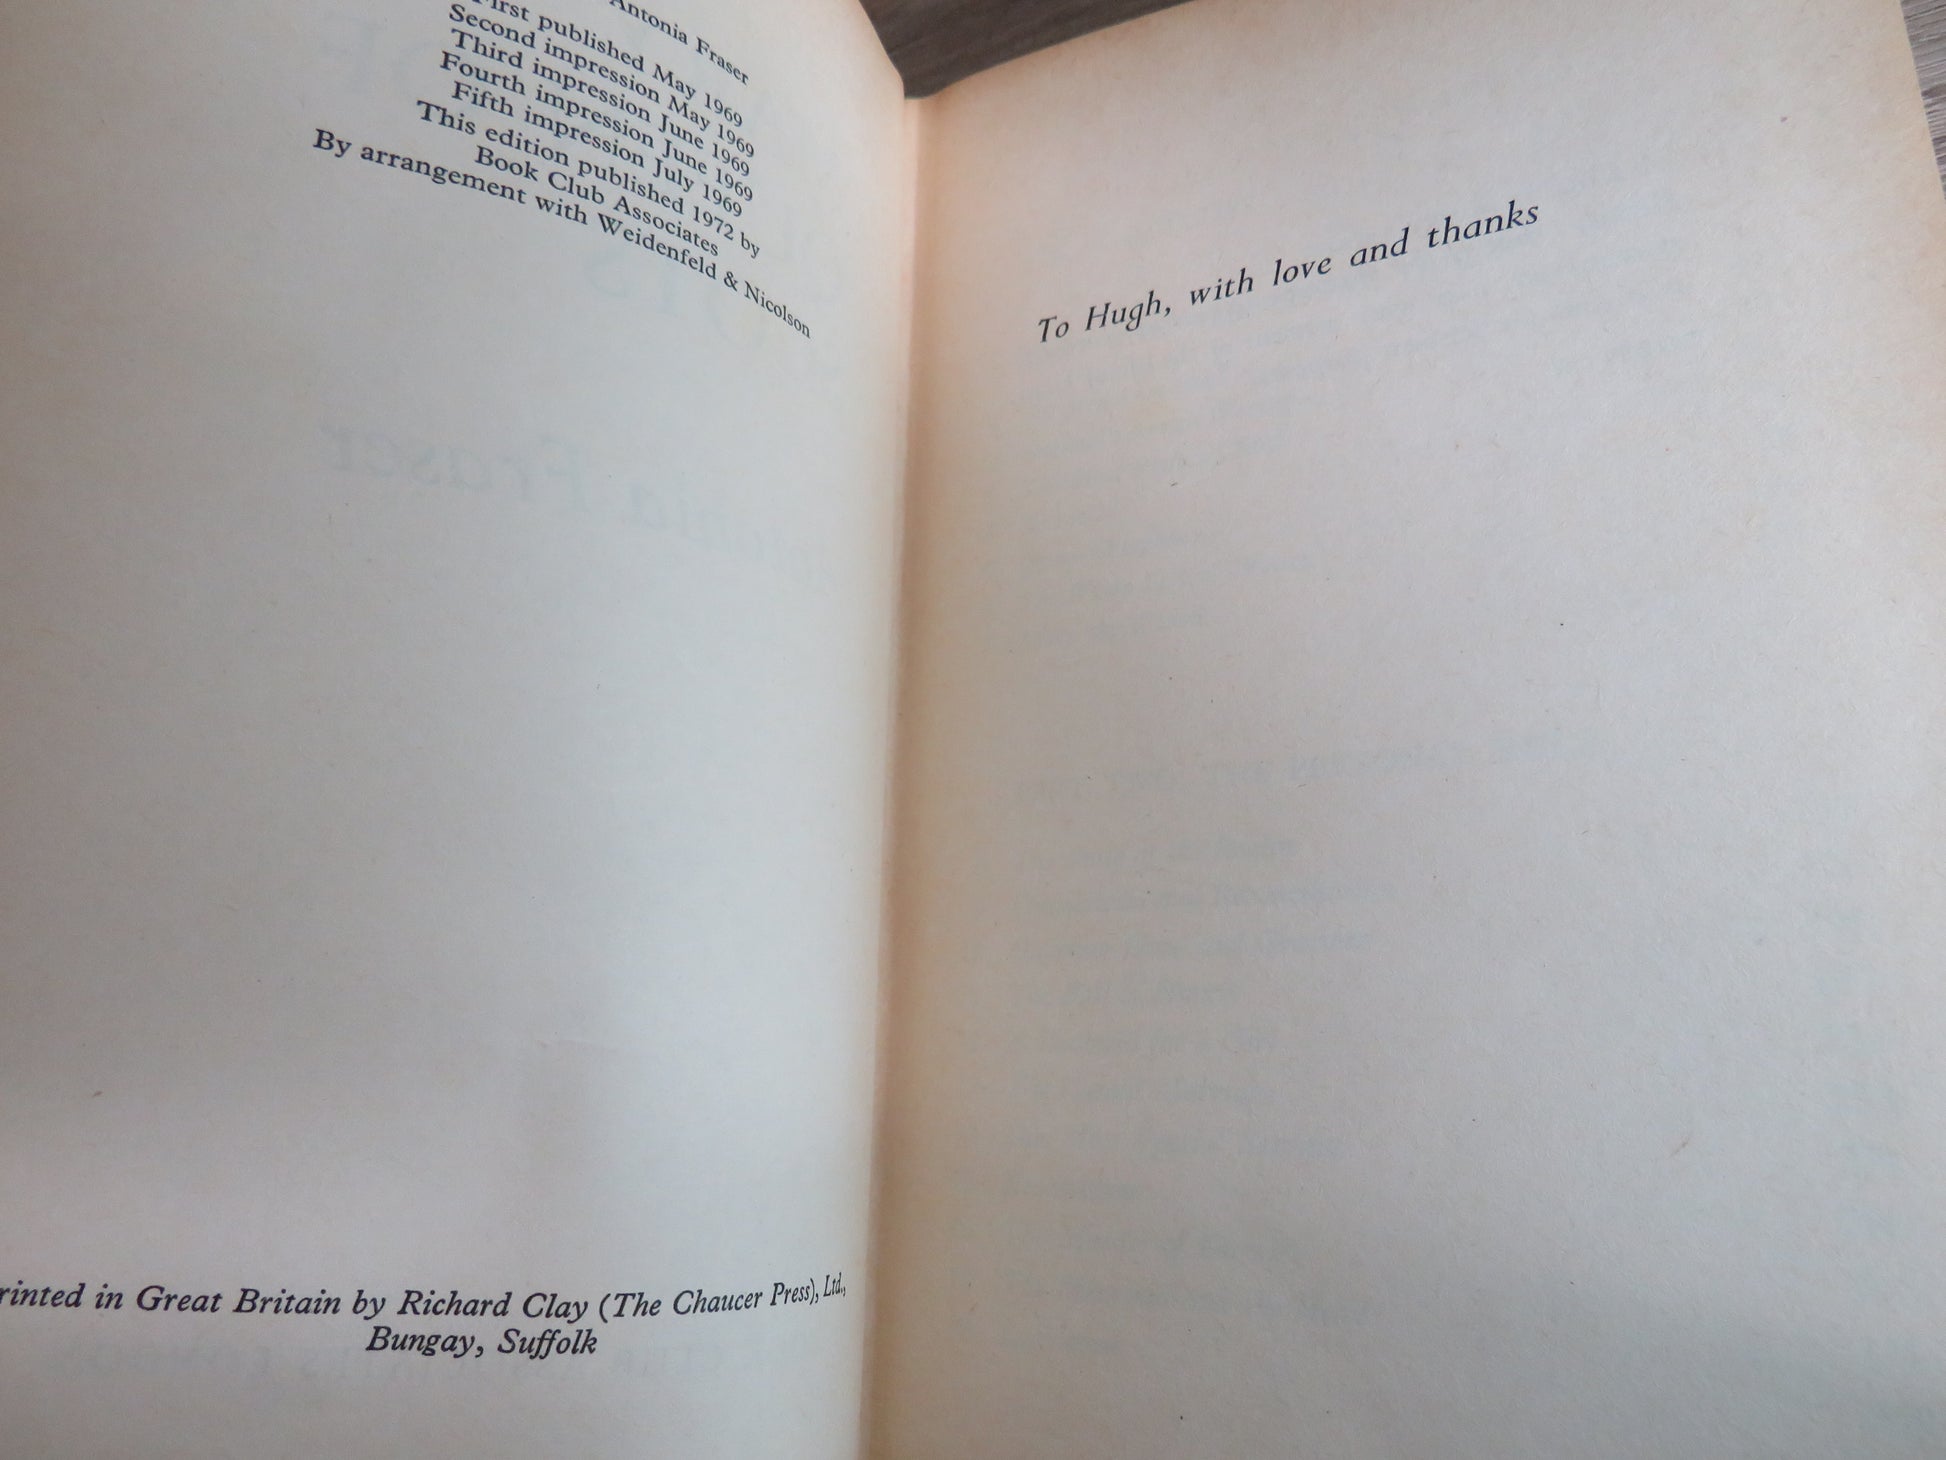 Antonia Fraser
First published May 1969
Second impression May 1969
Third impression June 1969
Fourth impression June 1969
Fifth impression July 1969
This edition published 1972 by
Book Club Associates
By arrangement with Weidenfeld & Nicolson
rinted in Great Britain by Richard Clay (The Chaucer Press), Ltd.,
Bungay, Suffolk
To Hugh, with love and thanks